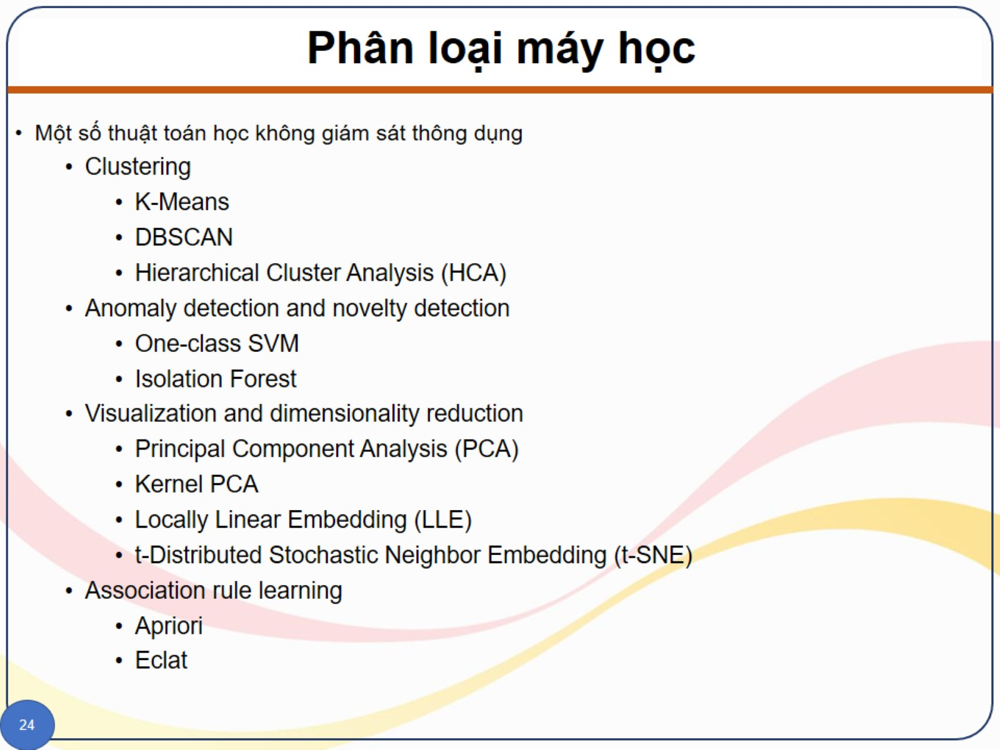 Phân loại máy học
• Một số thuật toán học không giám sát thông dụng
• Clustering
• K-Means
• DBSCAN
• Hierarchical Cluster Analysis (HCA)
• Anomaly detection and novelty detection
• One-class SVM
• Isolation Forest
• Visualization and dimensionality reduction
• Principal Component Analysis (PCA)
• Kernel PCA
• Locally Linear Embedding (LLE)
• t-Distributed Stochastic Neighbor Embedding (t-SNE)
• Association rule learning
• Apriori
• Eclat
24